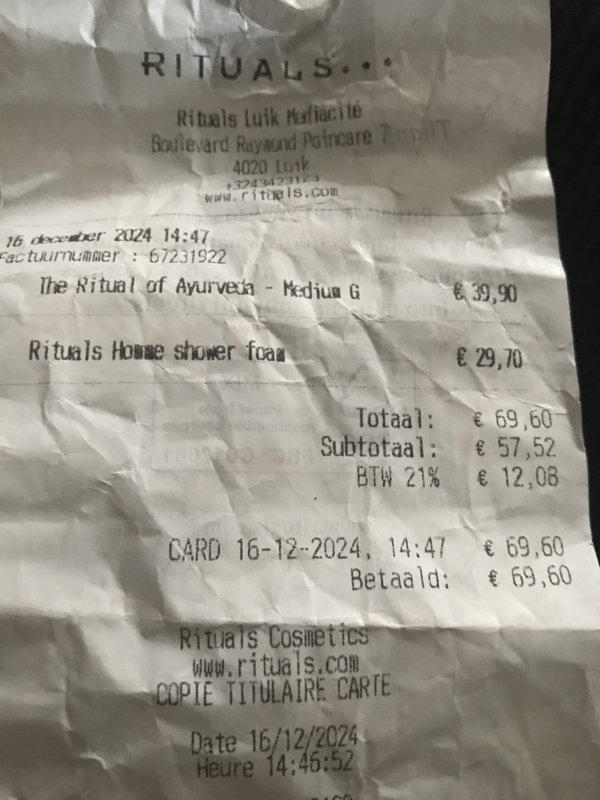 RITUALS...
Rituals Luik Mediacité
Boulevard Raymond Poincare 7
4020 Luik
+3243423123
www.rituals.com
16 december 2024 14:47
Factuurnummer : 67231922
The Ritual of Ayurveda - Medium G € 39,90
Rituals Homme shower foam € 29,70
Totaal: € 69,60
Subtotaal: € 57,52
BTW 21% € 12,08
CARD 16-12-2024, 14:47 € 69,60
Betaald: € 69,60
Rituals Cosmetics
www.rituals.com
COPIE TITULAIRE CARTE
Date 16/12/2024
Heure 14:46:52